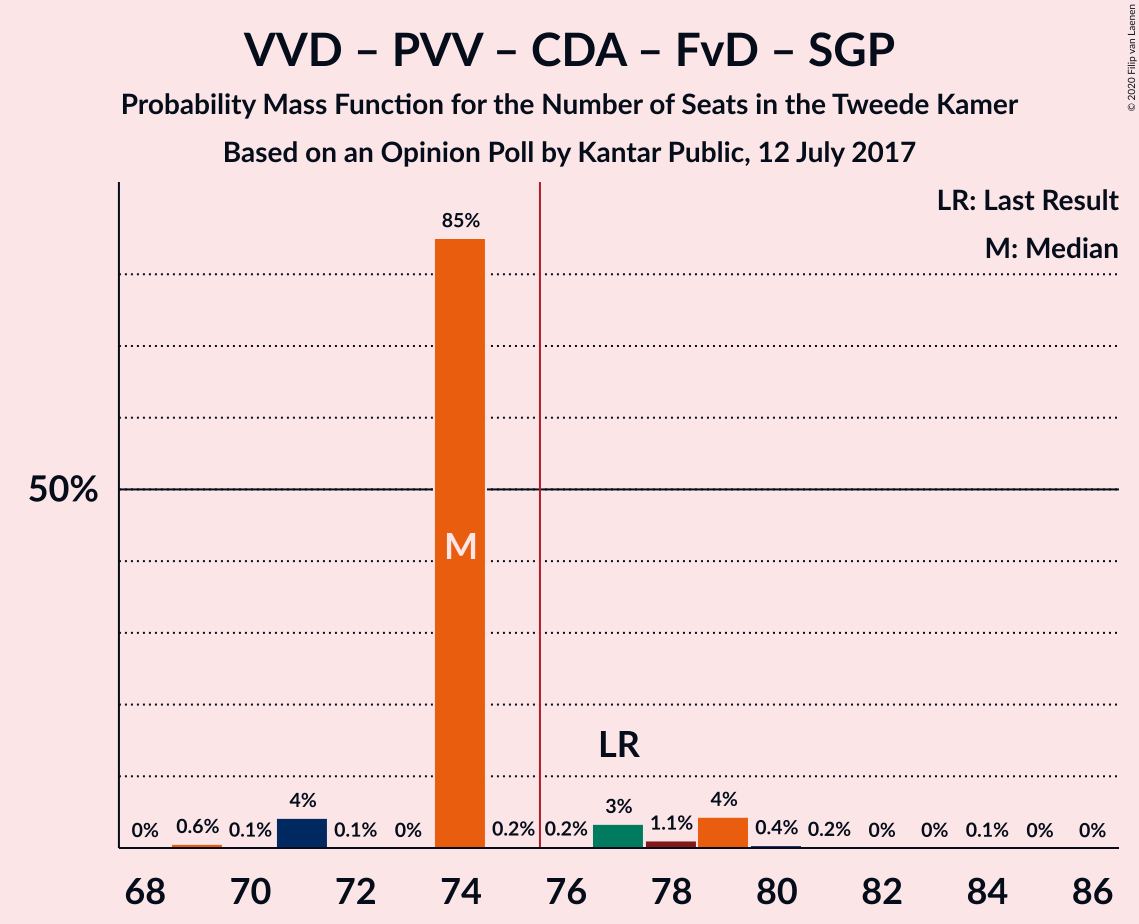 VVD – PVV – CDA – FvD – SGP
Probability Mass Function for the Number of Seats in the Tweede Kamer
Based on an Opinion Poll by Kantar Public, 12 July 2017
© 2020 Filip van Laenen
LR: Last Result
M: Median
85%
50%
M
LR
0% 0.6% 0.1% 4% 0.1% 0% 0.2% 0.2% 3% 1.1% 4% 0.4% 0.2% 0% 0% 0.1% 0% 0%
68 70 72 74 76 78 80 82 84 86